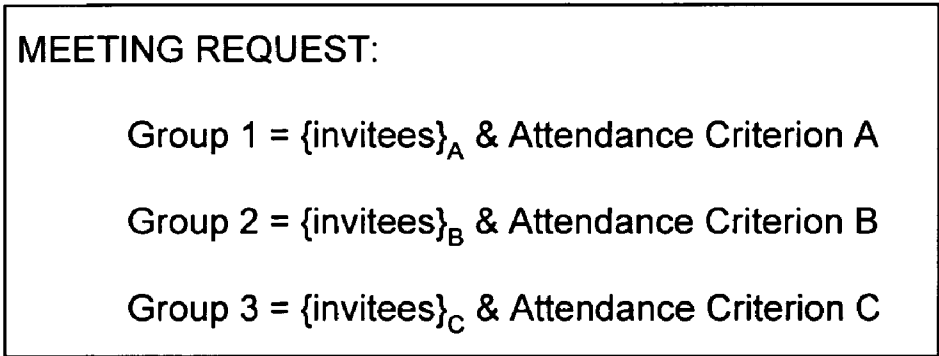 MEETING REQUEST:
Group 1 = {invitees}A & Attendance Criterion A
Group 2 = {invitees}B & Attendance Criterion B
Group 3 = {invitees}C & Attendance Criterion C